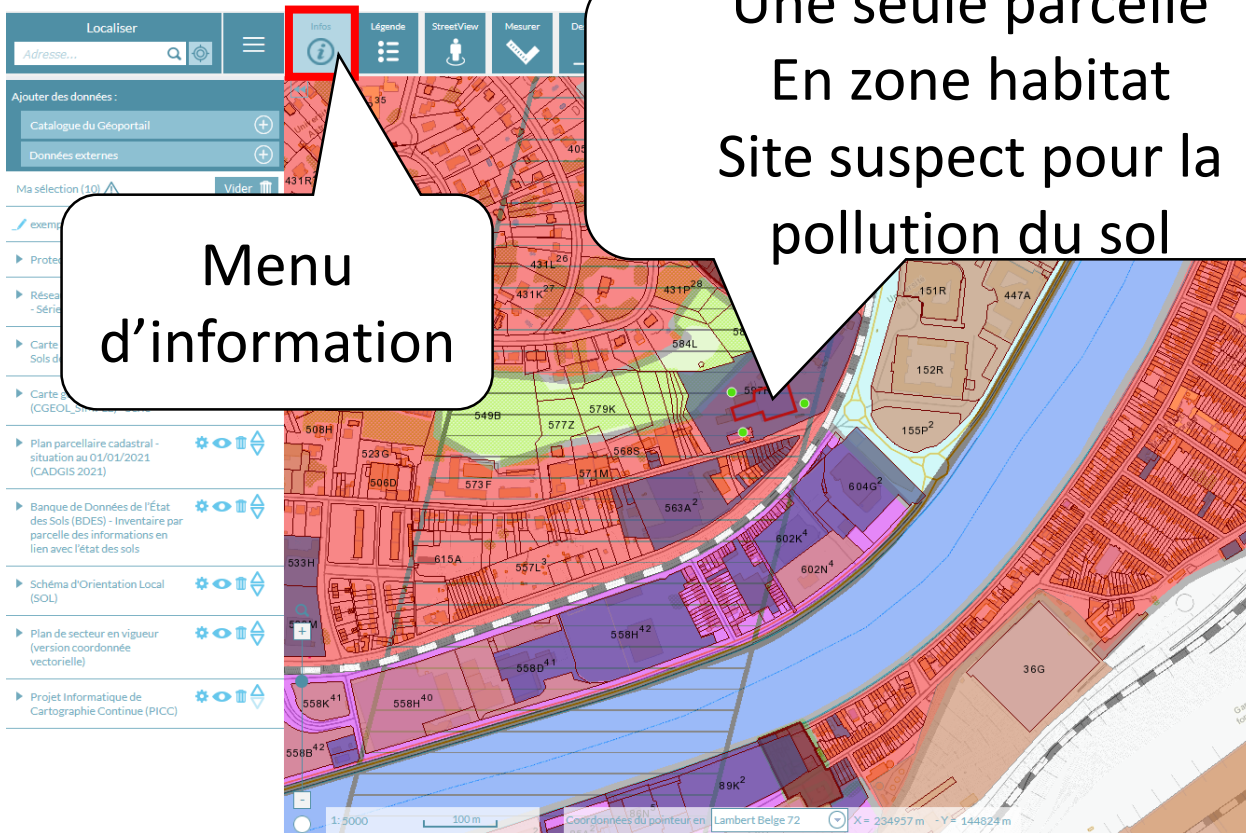 Localiser
Adresse...
Infos
Légende
StreetView
Mesurer
Une seule parcelle
En zone habitat
Site suspect pour la
pollution du sol
Ajouter des données :
Catalogue du Géoportail
Données externes
Ma sélection (10)
Vider
Menu
d'information
Plan parcellaire cadastral -
situation au 01/01/2021
(CADGIS 2021)
Banque de Données de l'État
des Sols (BDES) - Inventaire par
parcelle des informations en
lien avec l'état des sols
Schéma d'Orientation Local
(SOL)
Plan de secteur en vigueur
(version coordonnée
vectorielle)
Projet Informatique de
Cartographie Continue (PICC)
35
431L26
431K27
431P28
584L
151R
447A
152R
155P2
549B
579K
577Z
508H
523G
506D
573F
568S
571M
563A2
604G2
602K4
602N4
533H
615A
557L3
558H42
558D41
558K41
558H40
558B42
36G
89K2
1:5000
100 m
Coordonnées du pointeur en
Lambert Belge 72
X = 234957 m - Y = 144824 m